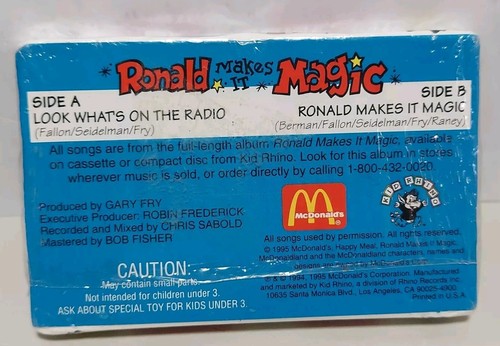 Ronald Makes It Magic
SIDE A
LOOK WHAT'S ON THE RADIO
(Fallon/Seidelman/Fry)
SIDE B
RONALD MAKES IT MAGIC
(Berman/Fallon/Seidelman/Fry/Raney)
All songs are from the full-length album Ronald Makes It Magic, available
on cassette or compact disc from Kid Rhino. Look for this album in stores
wherever music is sold, or order directly by calling 1-800-432-0020.
Produced by GARY FRY
Executive Producer: ROBIN FREDERICK
Recorded and Mixed by CHRIS SABOLD
Mastered by BOB FISHER
CAUTION:
May contain small parts.
Not intended for children under 3.
ASK ABOUT SPECIAL TOY FOR KIDS UNDER 3.
McDonald's
KID RHINO
All songs used by permission. All rights reserved.
© 1995 McDonald's, Happy Meal, Ronald Makes It Magic,
McDonaldland and the McDonaldland characters, names and
designs are
© 1994, 1995 McDonald's Corporation. Manufactured
and marketed by Kid Rhino, a division of Rhino Records Inc.
10635 Santa Monica Blvd., Los Angeles, CA 90025-4900
Printed in U.S.A.